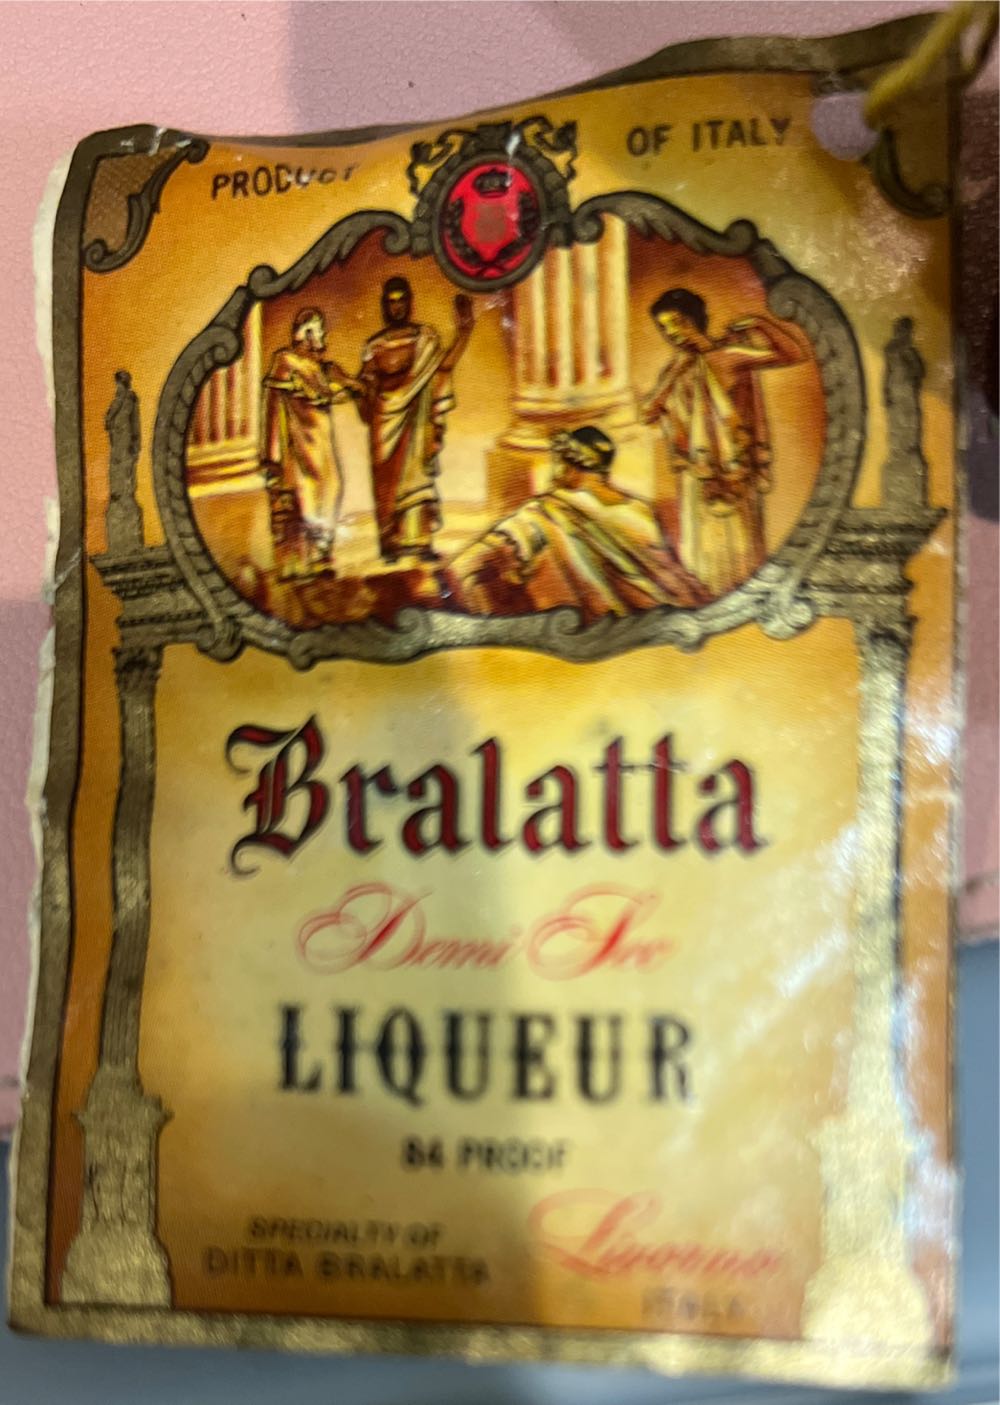 PRODUCT OF ITALY
Bralatta
Demi Sec
LIQUEUR
84 PROOF
SPECIALTY OF
DITTA BRALATTA
Livorno
ITALIA